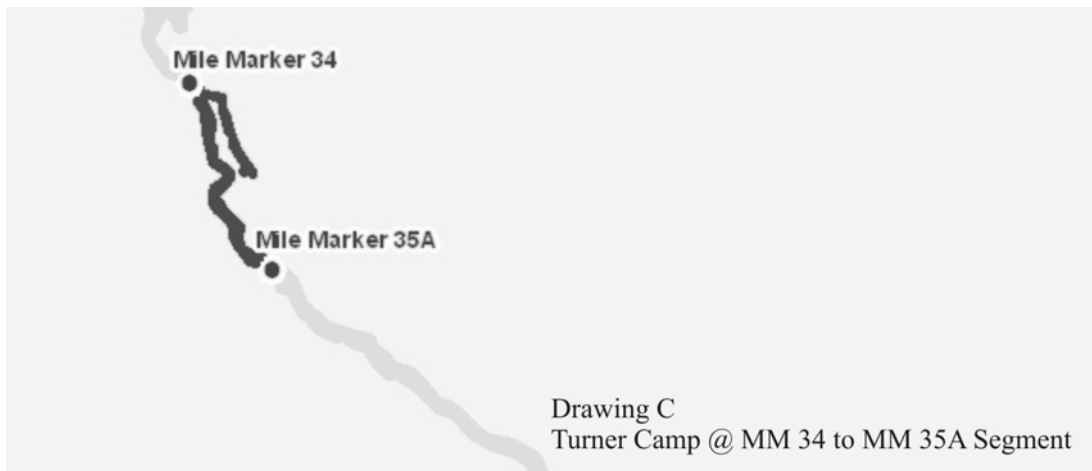 Mile Marker 34
Mile Marker 35A
Drawing C
Turner Camp @ MM 34 to MM 35A Segment